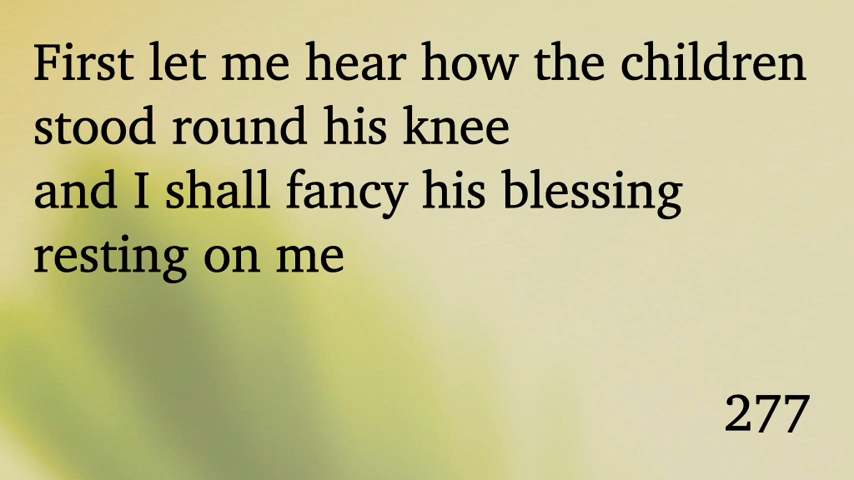 First let me hear how the children
stood round his knee
and I shall fancy his blessing
resting on me
277